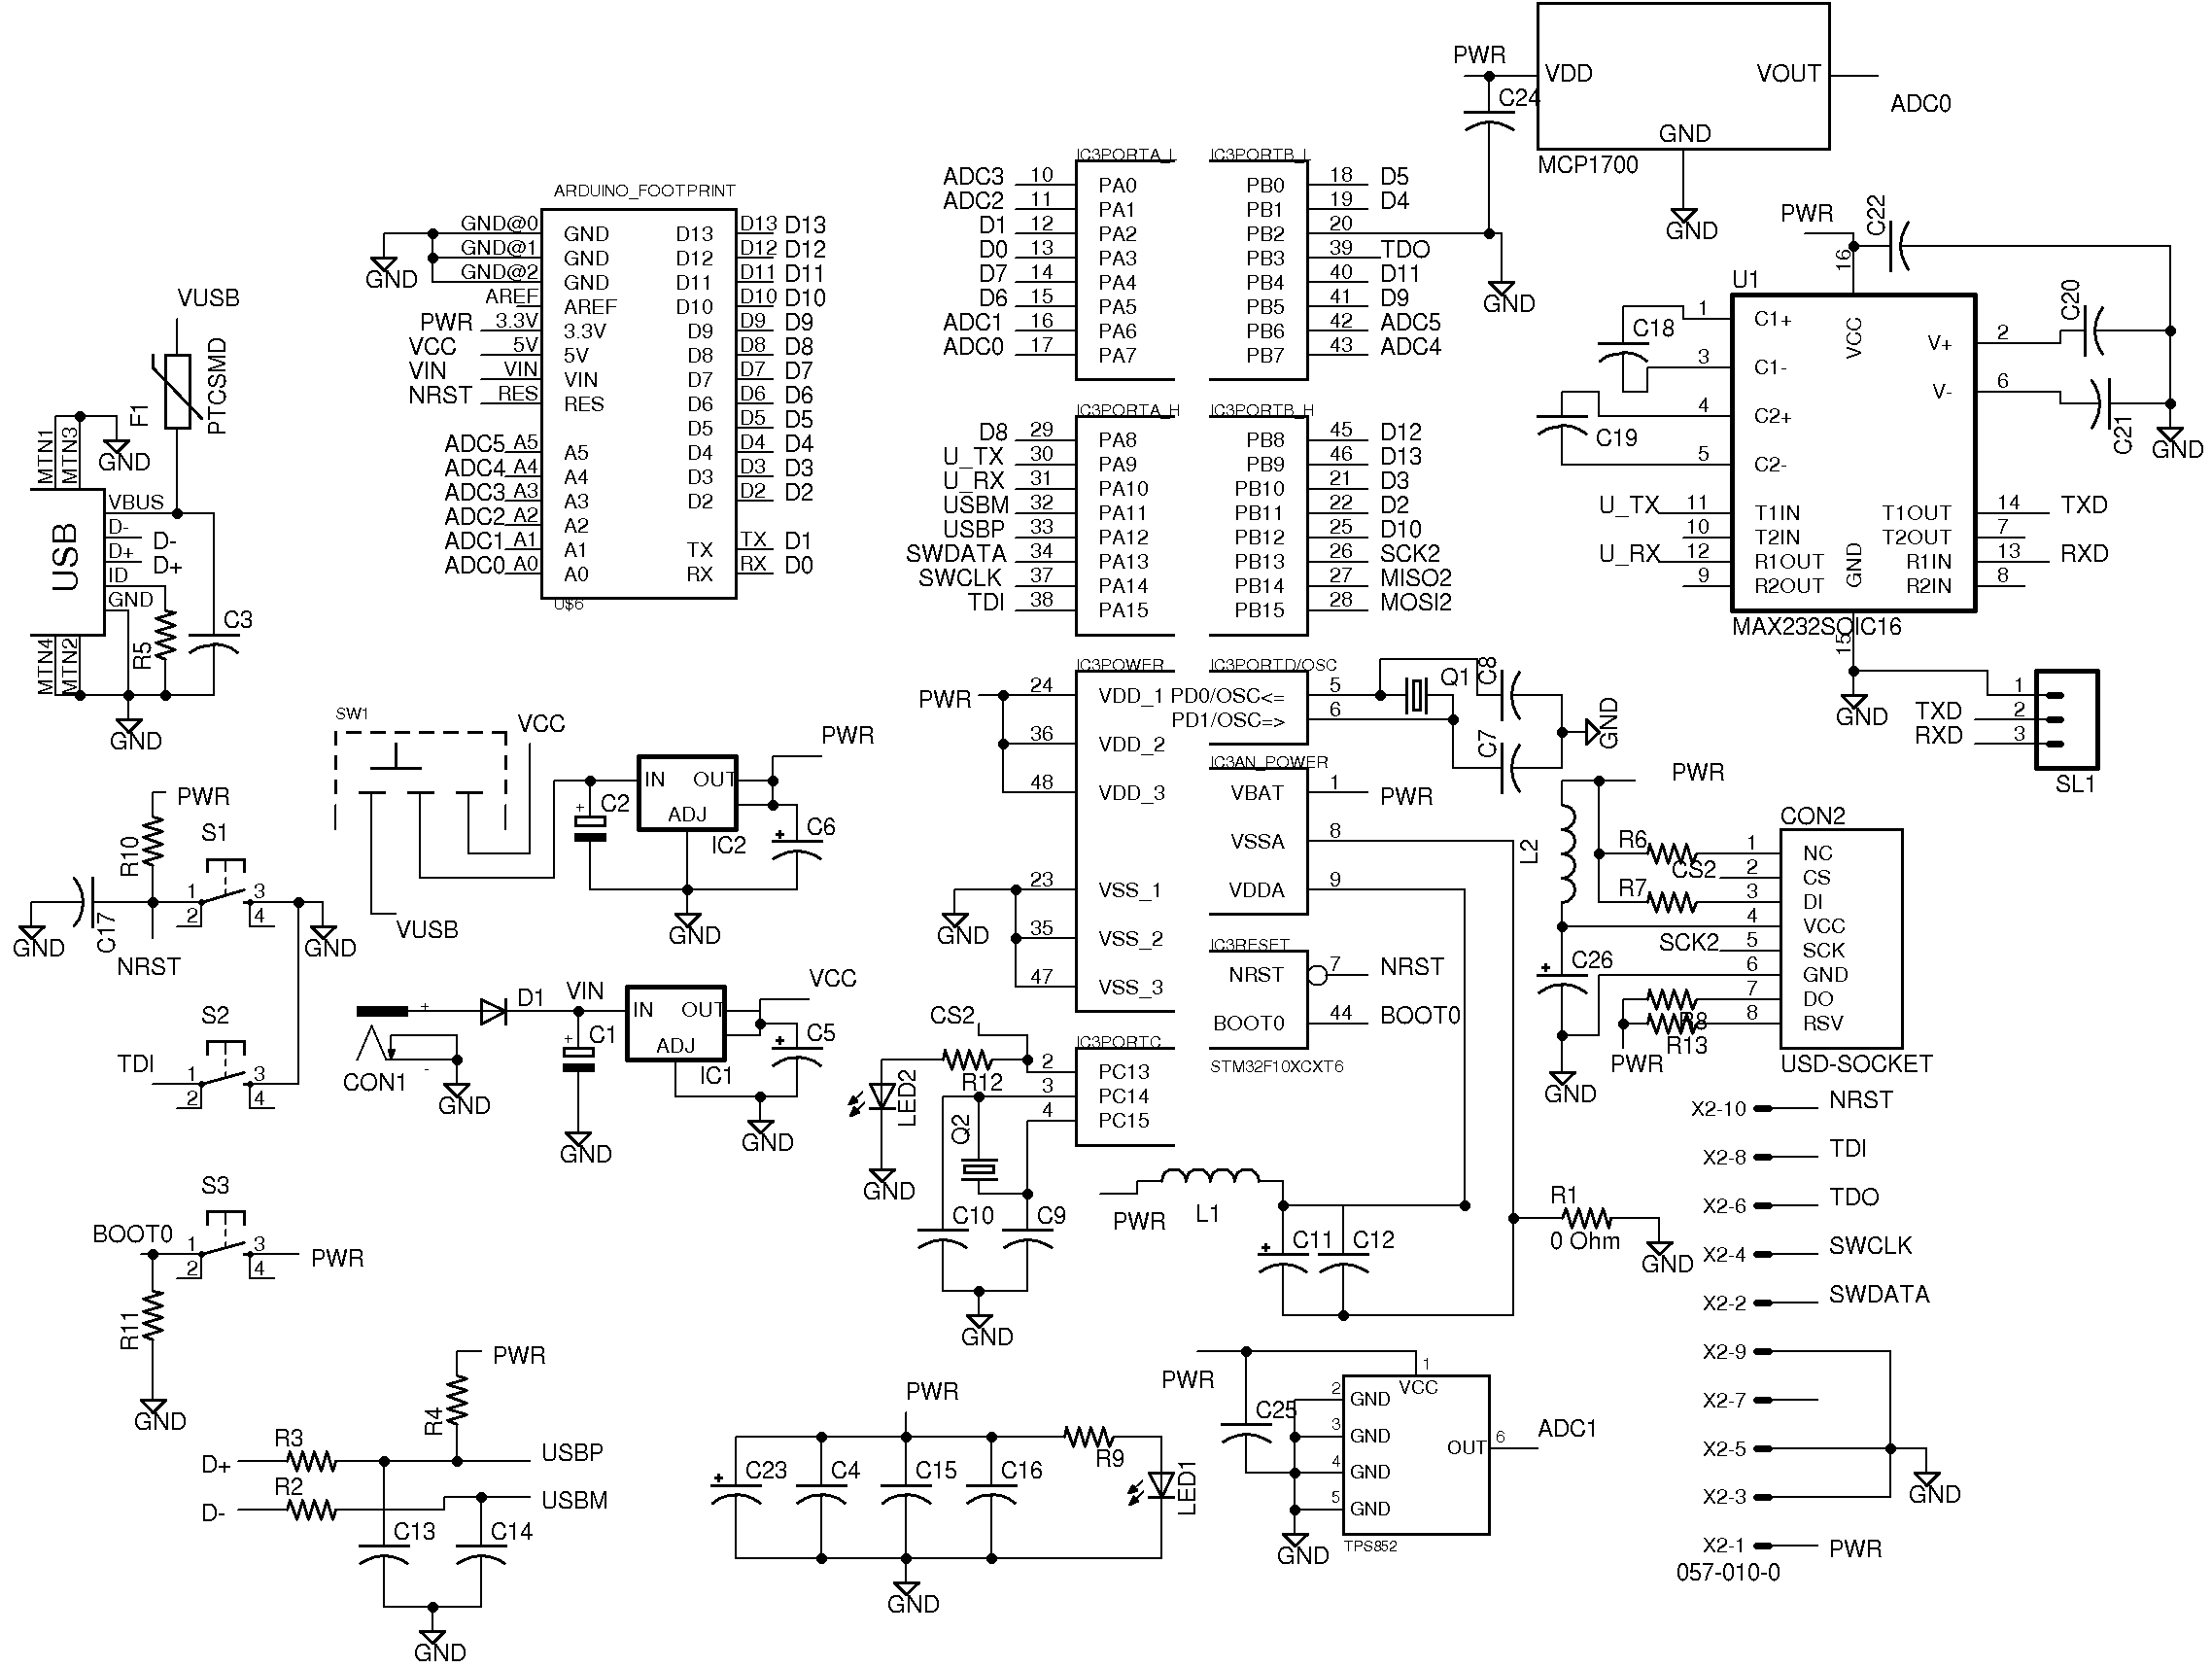 PWR
VDD
VOUT
C24
ADC0
GND
MCP1700
GND
ARDUINO_FOOTPRINT
GND@0 GND D13 D13 D13
GND@1 GND D12 D12 D12
GND@2 GND D11 D11 D11
AREF AREF D10 D10 D10
PWR 3.3V 3.3V D9 D9 D9
VCC 5V 5V D8 D8 D8
VIN VIN VIN D7 D7 D7
NRST RES RES D6 D6 D6
D5 D5 D5
ADC5 A5 A5 D4 D4 D4
ADC4 A4 A4 D3 D3 D3
ADC3 A3 A3 D2 D2 D2
ADC2 A2 A2
ADC1 A1 A1 TX TX D1
ADC0 A0 A0 RX RX D0
U$6
GND
IC3PORTA_L
ADC3 10 PA0
ADC2 11 PA1
D1 12 PA2
D0 13 PA3
D7 14 PA4
D6 15 PA5
ADC1 16 PA6
ADC0 17 PA7
IC3PORTB_L
PB0 18 D5
PB1 19 D4
PB2 20
PB3 39 TDO
PB4 40 D11
PB5 41 D9
PB6 42 ADC5
PB7 43 ADC4
GND
IC3PORTA_H
D8 29 PA8
U_TX 30 PA9
U_RX 31 PA10
USBM 32 PA11
USBP 33 PA12
SWDATA 34 PA13
SWCLK 37 PA14
TDI 38 PA15
IC3PORTB_H
PB8 45 D12
PB9 46 D13
PB10 21 D3
PB11 22 D2
PB12 25 D10
PB13 26 SCK2
PB14 27 MISO2
PB15 28 MOSI2
PWR
C22
16
U1
1 C1+
3 C1-
4 C2+
5 C2-
U_TX 11 T1IN
10 T2IN
U_RX 12 R1OUT
9 R2OUT
VCC
GND
V+ 2
V- 6
T1OUT 14 TXD
T2OUT 7
R1IN 13 RXD
R2IN 8
C18
C19
C20
C21
GND
MAX232SOIC16
15
GND
1
TXD 2
RXD 3
SL1
VUSB
F1
PTCSMD
MTN1
MTN3
GND
USB
VBUS
D- D-
D+ D+
ID
GND
MTN4
MTN2
R5
C3
GND
SW1
VCC
VUSB
C2
+
IN
OUT
ADJ
IC2
PWR
C6
+
GND
PWR
R10
S1
1
2
3
4
C17
GND
NRST
GND
S2
TDI
1
2
3
4
CON1
+
-
GND
D1
VIN
C1
+
GND
IN
OUT
ADJ
IC1
VCC
C5
+
GND
S3
BOOT0
1
2
3
4
PWR
R11
GND
IC3POWER
PWR 24 VDD_1
36 VDD_2
48 VDD_3
23 VSS_1
35 VSS_2
47 VSS_3
GND
IC3PORTD/OSC
PD0/OSC<= 5
PD1/OSC=> 6
Q1
C8
C7
GND
IC3AN_POWER
VBAT 1 PWR
VSSA 8
VDDA 9
IC3RESET
NRST 7 NRST
BOOT0 44 BOOT0
STM32F10XCXT6
CS2
IC3PORTC
2 PC13
3 PC14
4 PC15
R12
LED2
GND
Q2
C10
C9
GND
PWR
L1
C11
+
C12
R1
0 Ohm
GND
PWR
L2
R6
CS2
R7
SCK2
C26
+
R8
R13
PWR
GND
CON2
1 NC
2 CS
3 DI
4 VCC
5 SCK
6 GND
7 DO
8 RSV
USD-SOCKET
X2-10 NRST
X2-8 TDI
X2-6 TDO
X2-4 SWCLK
X2-2 SWDATA
X2-9
X2-7
X2-5
X2-3
GND
X2-1 PWR
057-010-0
PWR
R4
D+ R3 USBP
D- R2 USBM
C13
C14
GND
PWR
C23
+
C4
C15
C16
R9
LED1
GND
PWR
C25
1
VCC
2 GND
3 GND
4 GND
5 GND
OUT 6 ADC1
GND
TPS852